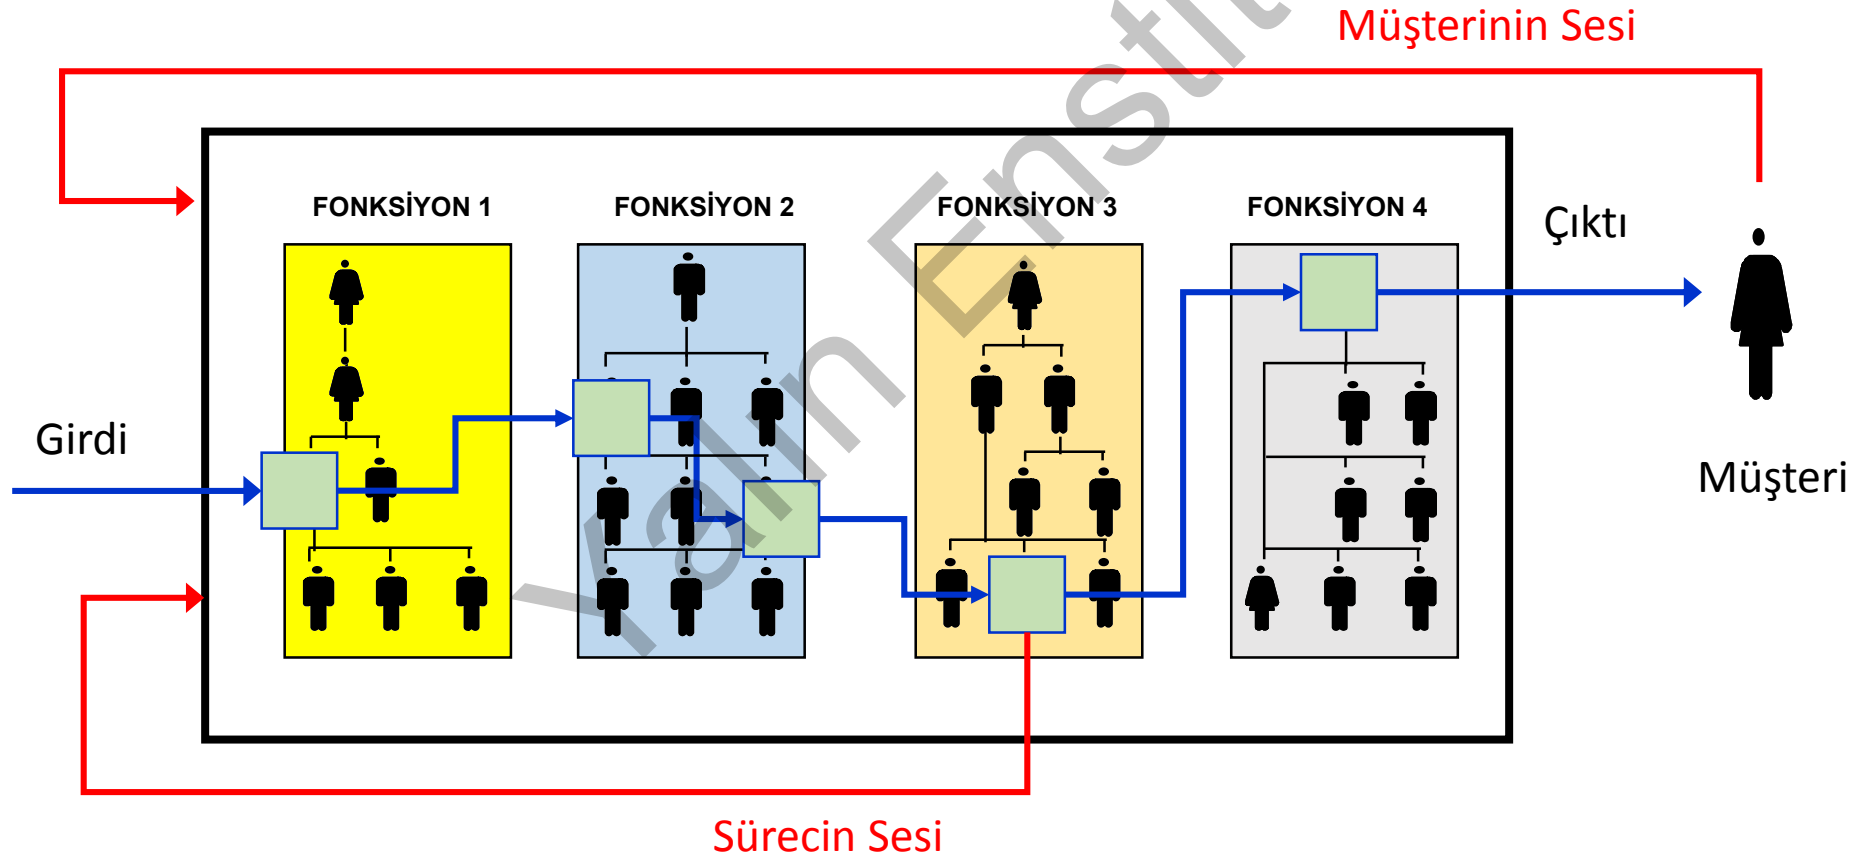 Müşterinin Sesi
FONKSİYON 1
FONKSİYON 2
FONKSİYON 3
FONKSİYON 4
Çıktı
Girdi
Müşteri
Sürecin Sesi
Yalın